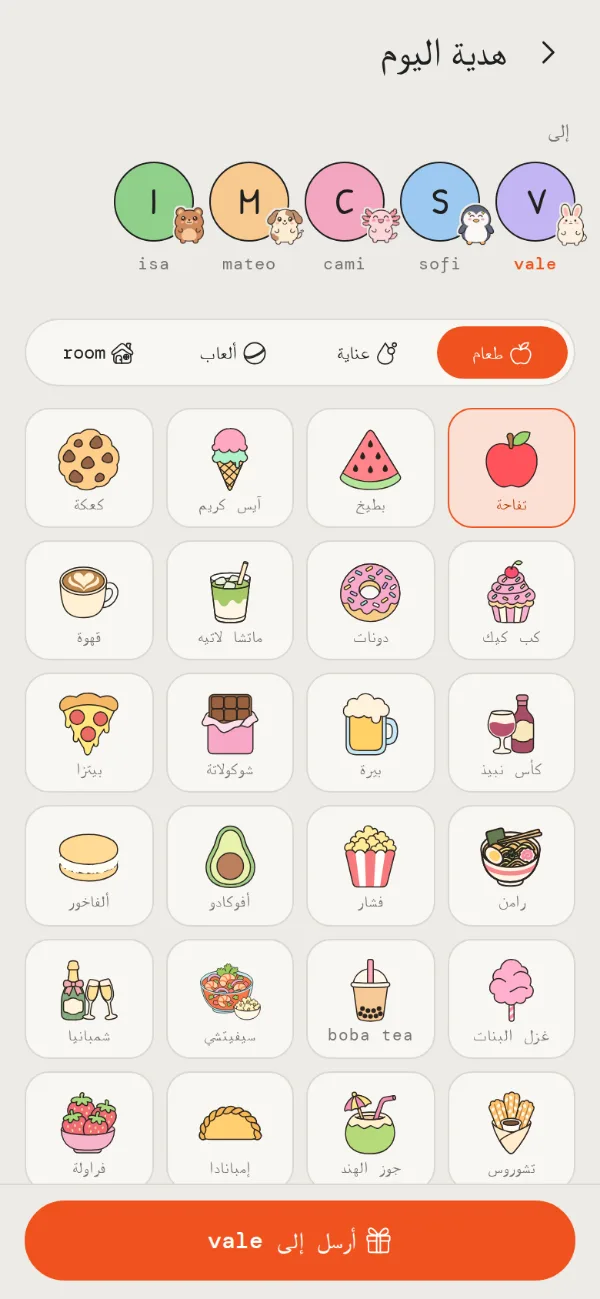 هدية اليوم
إلى
V S C M I
vale sofi cami mateo isa
طعام عناية ألعاب room
تفاحة بطيخ آيس كريم كعكة
كب كيك دونات ماتشا لاتيه قهوة
كأس نبيذ بيرة شوكولاتة بيتزا
رامن فشار أفوكادو ألفاخور
غزل البنات boba tea سيفيتشي شمبانيا
تشوروس جوز الهند إمبانادا فراولة
أرسل إلى vale